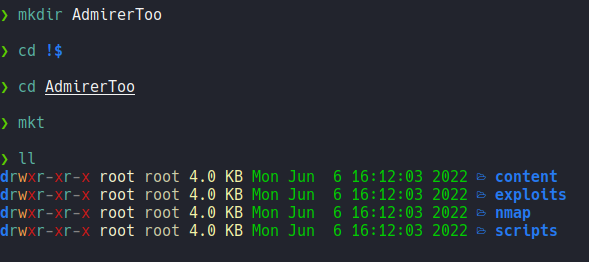 ❯ mkdir AdmirerToo
❯ cd !$
❯ cd AdmirerToo
❯ mkt
❯ ll
drwxr-xr-x root root 4.0 KB Mon Jun  6 16:12:03 2022 🗁 content
drwxr-xr-x root root 4.0 KB Mon Jun  6 16:12:03 2022 🗁 exploits
drwxr-xr-x root root 4.0 KB Mon Jun  6 16:12:03 2022 🗁 nmap
drwxr-xr-x root root 4.0 KB Mon Jun  6 16:12:03 2022 🗁 scripts